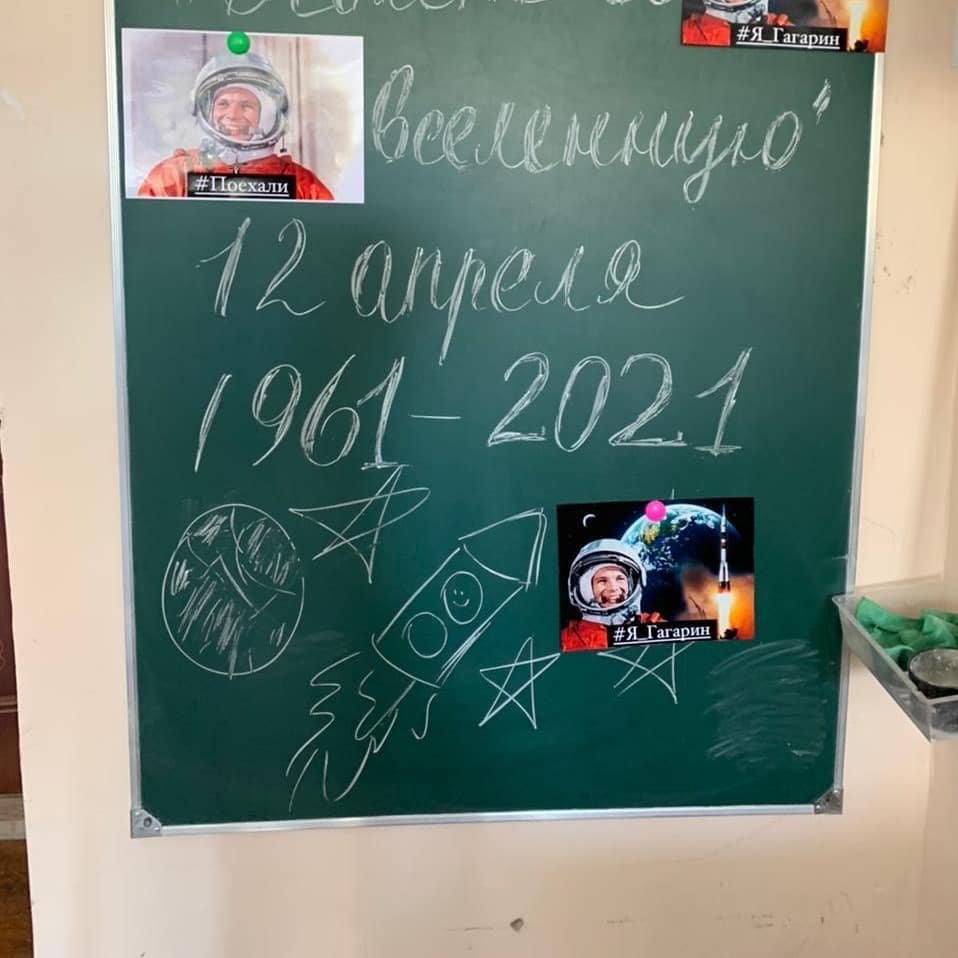 #Я_Гагарин
#Поехали
вселенную"
12 апреля
1961-2021
#Я_Гагарин